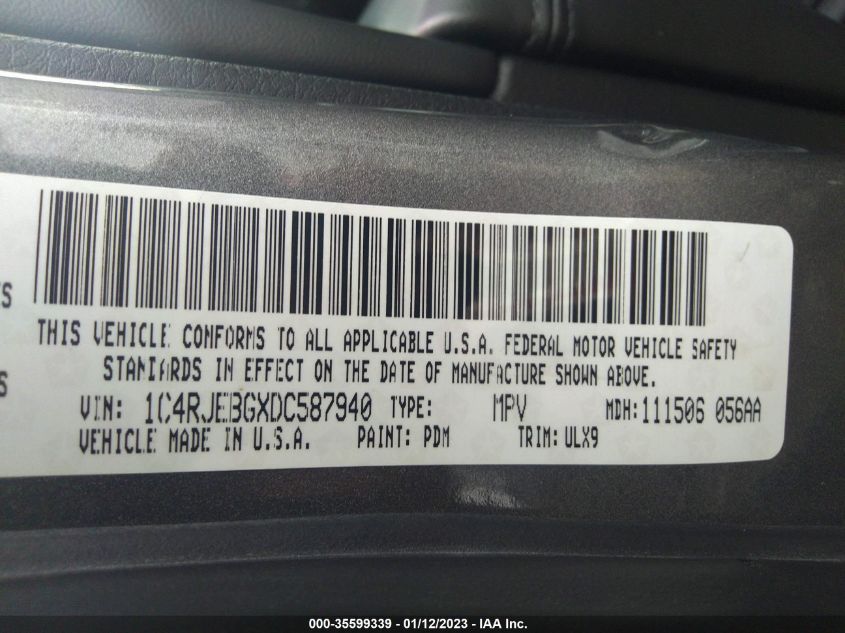 TS
THIS VEHICLE CONFORMS TO ALL APPLICABLE U.S.A. FEDERAL MOTOR VEHICLE SAFETY
S
STANDARDS IN EFFECT ON THE DATE OF MANUFACTURE SHOWN ABOVE.
VIN: 1C4RJEBGXDC587940 TYPE: MPV MDH:111506 056AA
VEHICLE MADE IN U.S.A. PAINT: PDM TRIM: ULX9
000-35599339 - 01/12/2023 - IAA Inc.